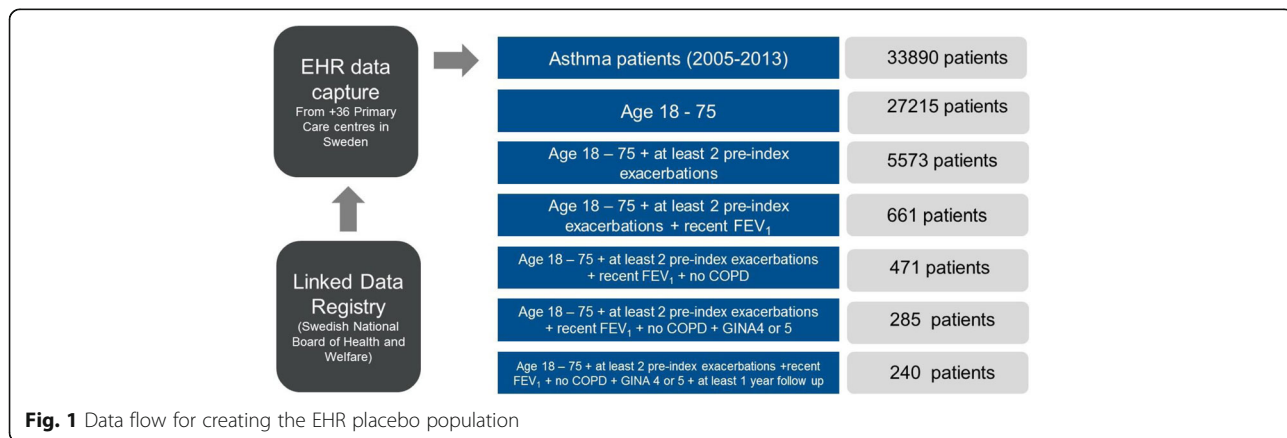 EHR data
capture
From +36 Primary
Care centres in
Sweden
Linked Data
Registry
(Swedish National
Board of Health and
Welfare)
Asthma patients (2005-2013)
33890 patients
Age 18 - 75
27215 patients
Age 18 – 75 + at least 2 pre-index
exacerbations
5573 patients
Age 18 – 75 + at least 2 pre-index
exacerbations + recent FEV₁
661 patients
Age 18 – 75 + at least 2 pre-index exacerbations
+ recent FEV₁ + no COPD
471 patients
Age 18 – 75 + at least 2 pre-index exacerbations
+ recent FEV₁ + no COPD + GINA4 or 5
285 patients
Age 18 – 75 + at least 2 pre-index exacerbations +recent
FEV₁ + no COPD + GINA 4 or 5 + at least 1 year follow up
240 patients
Fig. 1 Data flow for creating the EHR placebo population